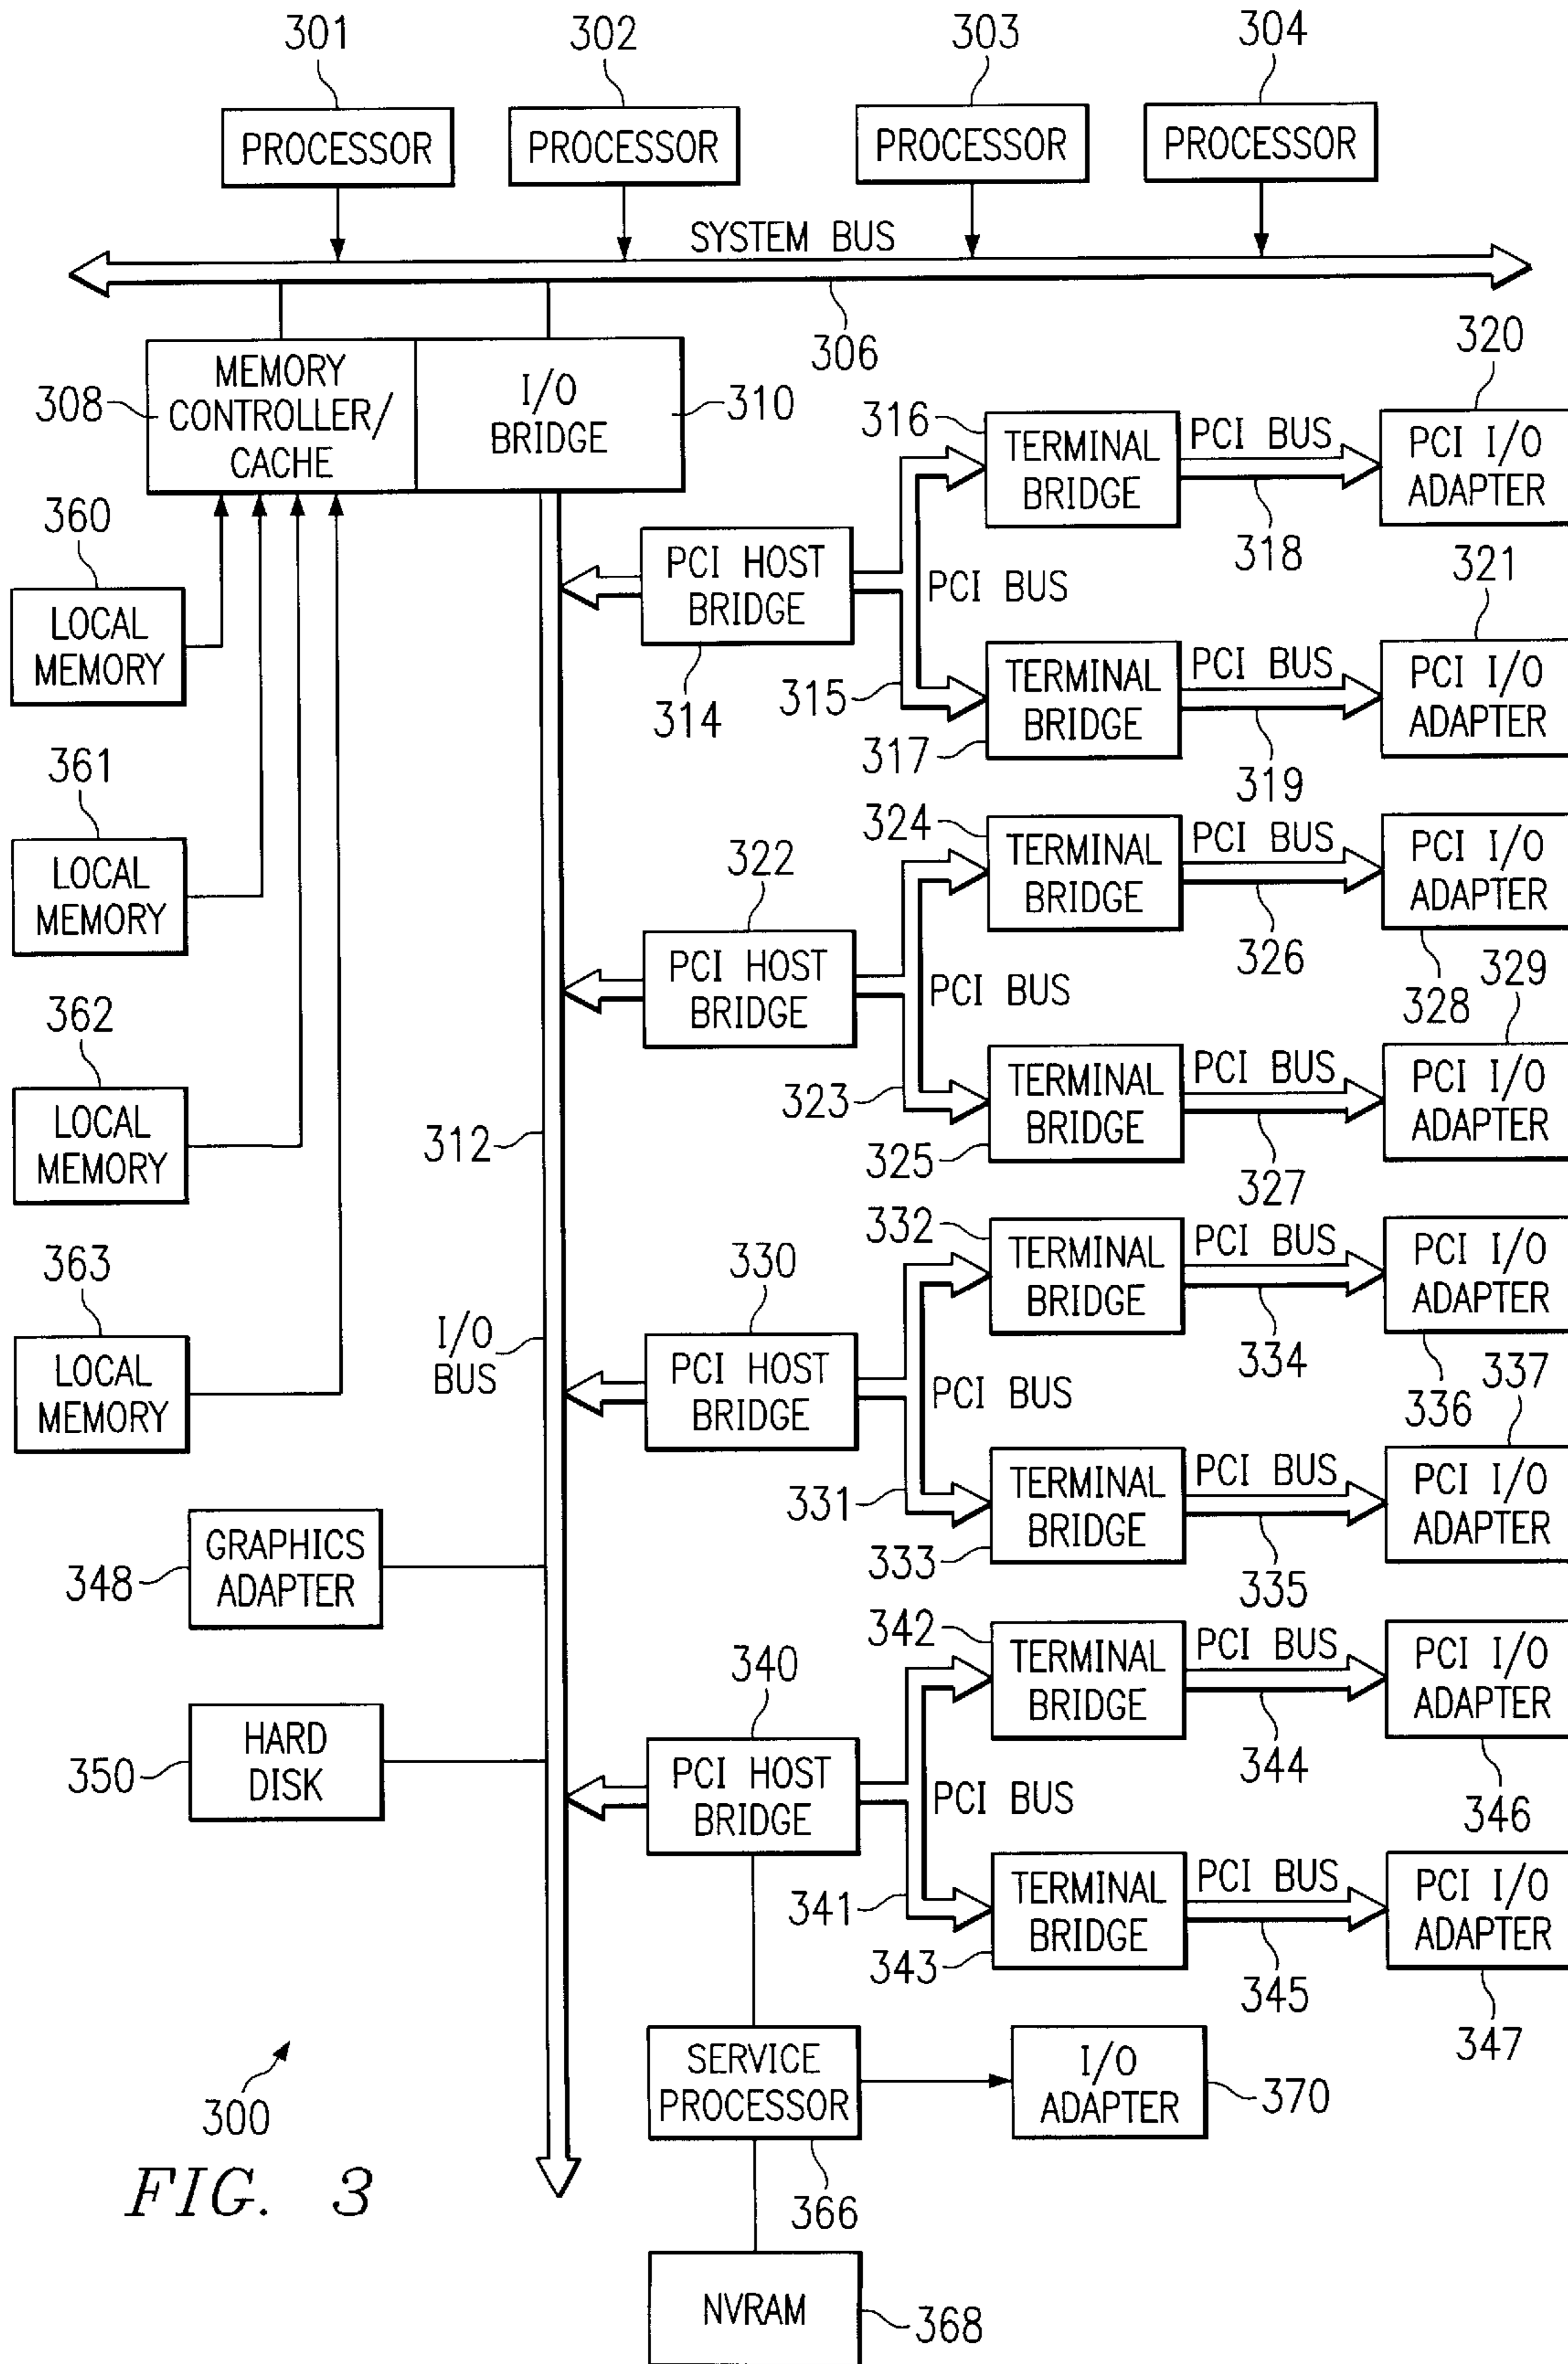 301
302
303
304
PROCESSOR
PROCESSOR
PROCESSOR
PROCESSOR
SYSTEM BUS
306
308
MEMORY
CONTROLLER/
CACHE
I/O
BRIDGE
310
360
LOCAL
MEMORY
361
LOCAL
MEMORY
362
LOCAL
MEMORY
363
LOCAL
MEMORY
312
I/O
BUS
348
GRAPHICS
ADAPTER
350
HARD
DISK
PCI HOST
BRIDGE
314
PCI BUS
315
316
TERMINAL
BRIDGE
PCI BUS
318
320
PCI I/O
ADAPTER
317
TERMINAL
BRIDGE
PCI BUS
319
321
PCI I/O
ADAPTER
322
PCI HOST
BRIDGE
PCI BUS
323
324
TERMINAL
BRIDGE
PCI BUS
326
PCI I/O
ADAPTER
328
325
TERMINAL
BRIDGE
PCI BUS
327
329
PCI I/O
ADAPTER
330
PCI HOST
BRIDGE
PCI BUS
331
332
TERMINAL
BRIDGE
PCI BUS
334
PCI I/O
ADAPTER
336
333
TERMINAL
BRIDGE
PCI BUS
335
337
PCI I/O
ADAPTER
340
PCI HOST
BRIDGE
PCI BUS
341
342
TERMINAL
BRIDGE
PCI BUS
344
PCI I/O
ADAPTER
346
343
TERMINAL
BRIDGE
PCI BUS
345
PCI I/O
ADAPTER
347
SERVICE
PROCESSOR
366
I/O
ADAPTER
370
NVRAM
368
300
FIG. 3